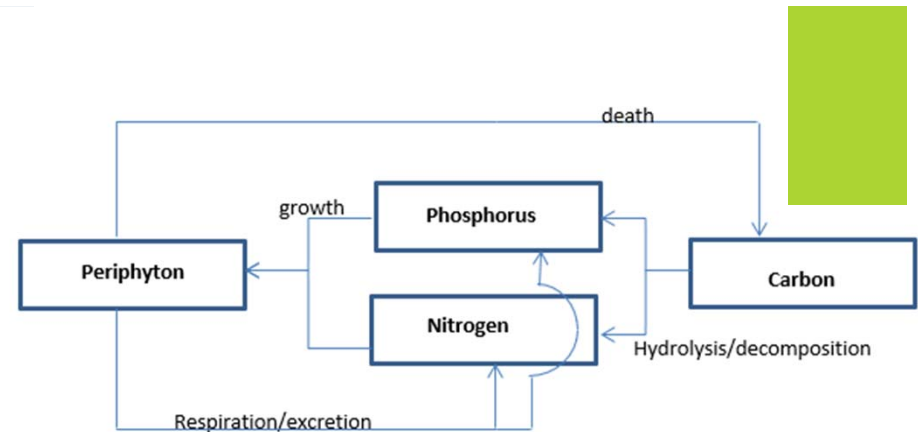 death
growth
Phosphorus
Periphyton
Carbon
Nitrogen
Hydrolysis/decomposition
Respiration/excretion